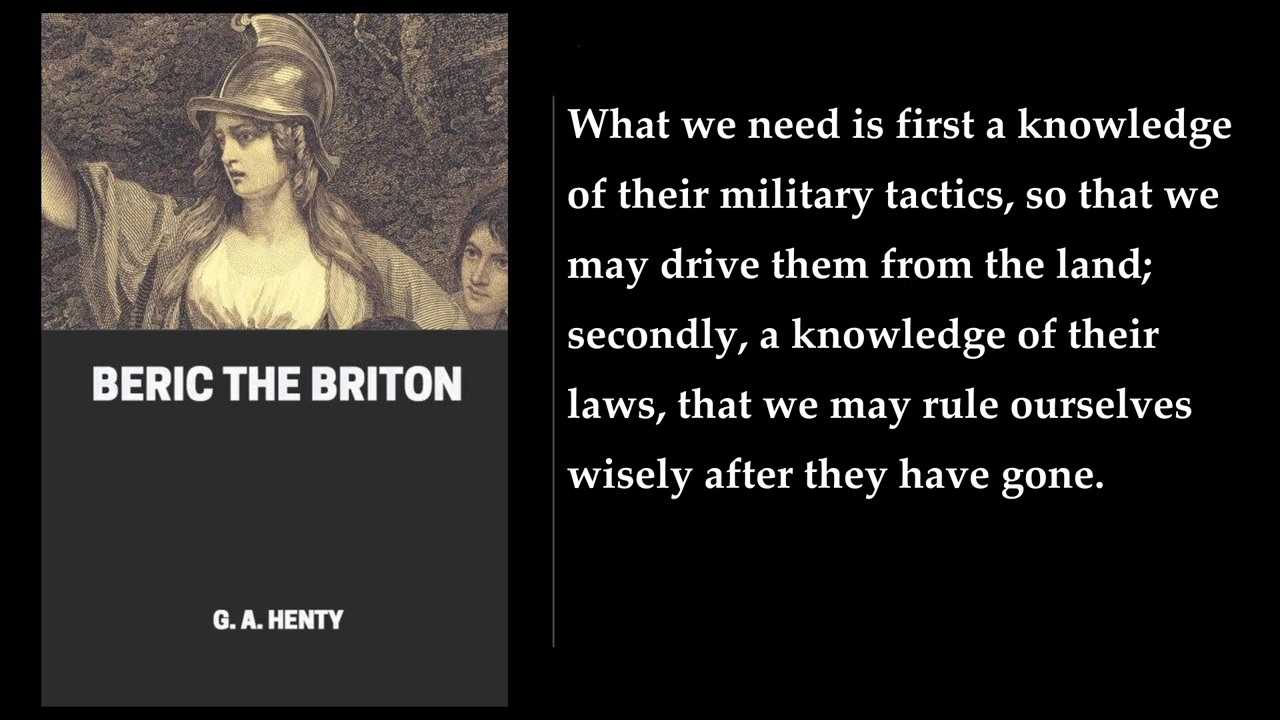 BERIC THE BRITON
G. A. HENTY
What we need is first a knowledge
of their military tactics, so that we
may drive them from the land;
secondly, a knowledge of their
laws, that we may rule ourselves
wisely after they have gone.